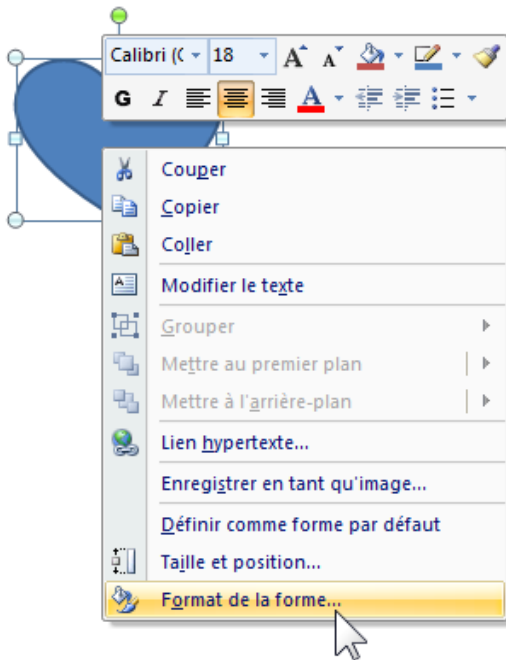 Calibri (C 18 A A
G I A
Couper
Copier
Coller
Modifier le texte
Grouper
Mettre au premier plan
Mettre à l'arrière-plan
Lien hypertexte...
Enregistrer en tant qu'image...
Définir comme forme par défaut
Taille et position...
Format de la forme...